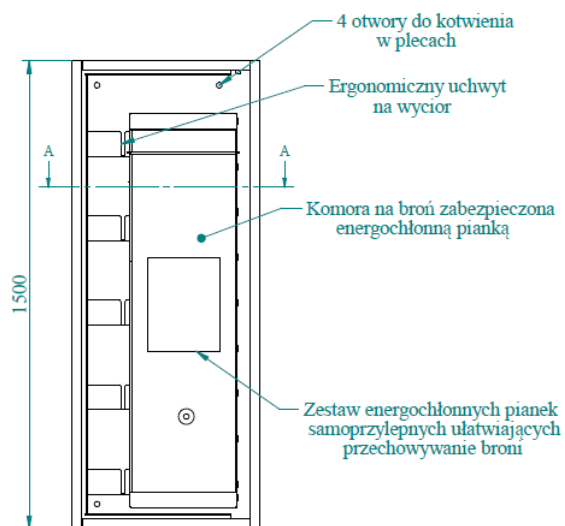 4 otwory do kotwienia
w plecach
Ergonomiczny uchwyt
na wycior
A
A
Komora na broń zabezpieczona
energochłonną pianką
1500
Zestaw energochłonnych pianek
samoprzylepnych ułatwiających
przechowywanie broni